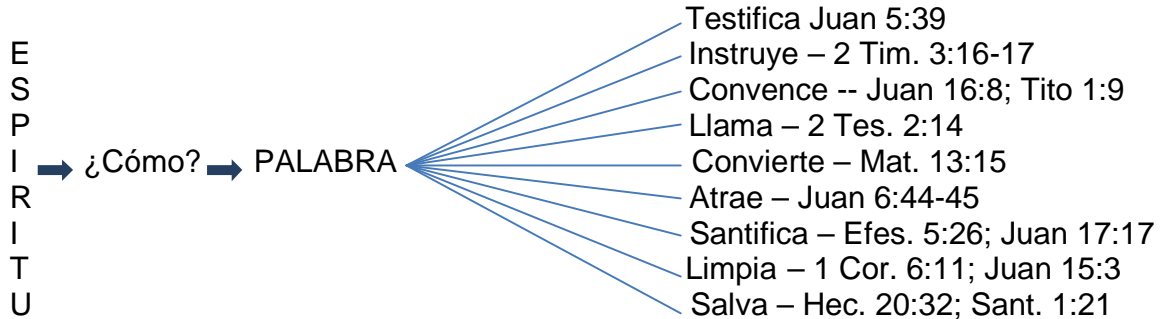 ESPIRITU
¿Cómo?
PALABRA
Testifica Juan 5:39
Instruye – 2 Tim. 3:16-17
Convence -- Juan 16:8; Tito 1:9
Llama – 2 Tes. 2:14
Convierte – Mat. 13:15
Atrae – Juan 6:44-45
Santifica – Efes. 5:26; Juan 17:17
Limpia – 1 Cor. 6:11; Juan 15:3
Salva – Hec. 20:32; Sant. 1:21